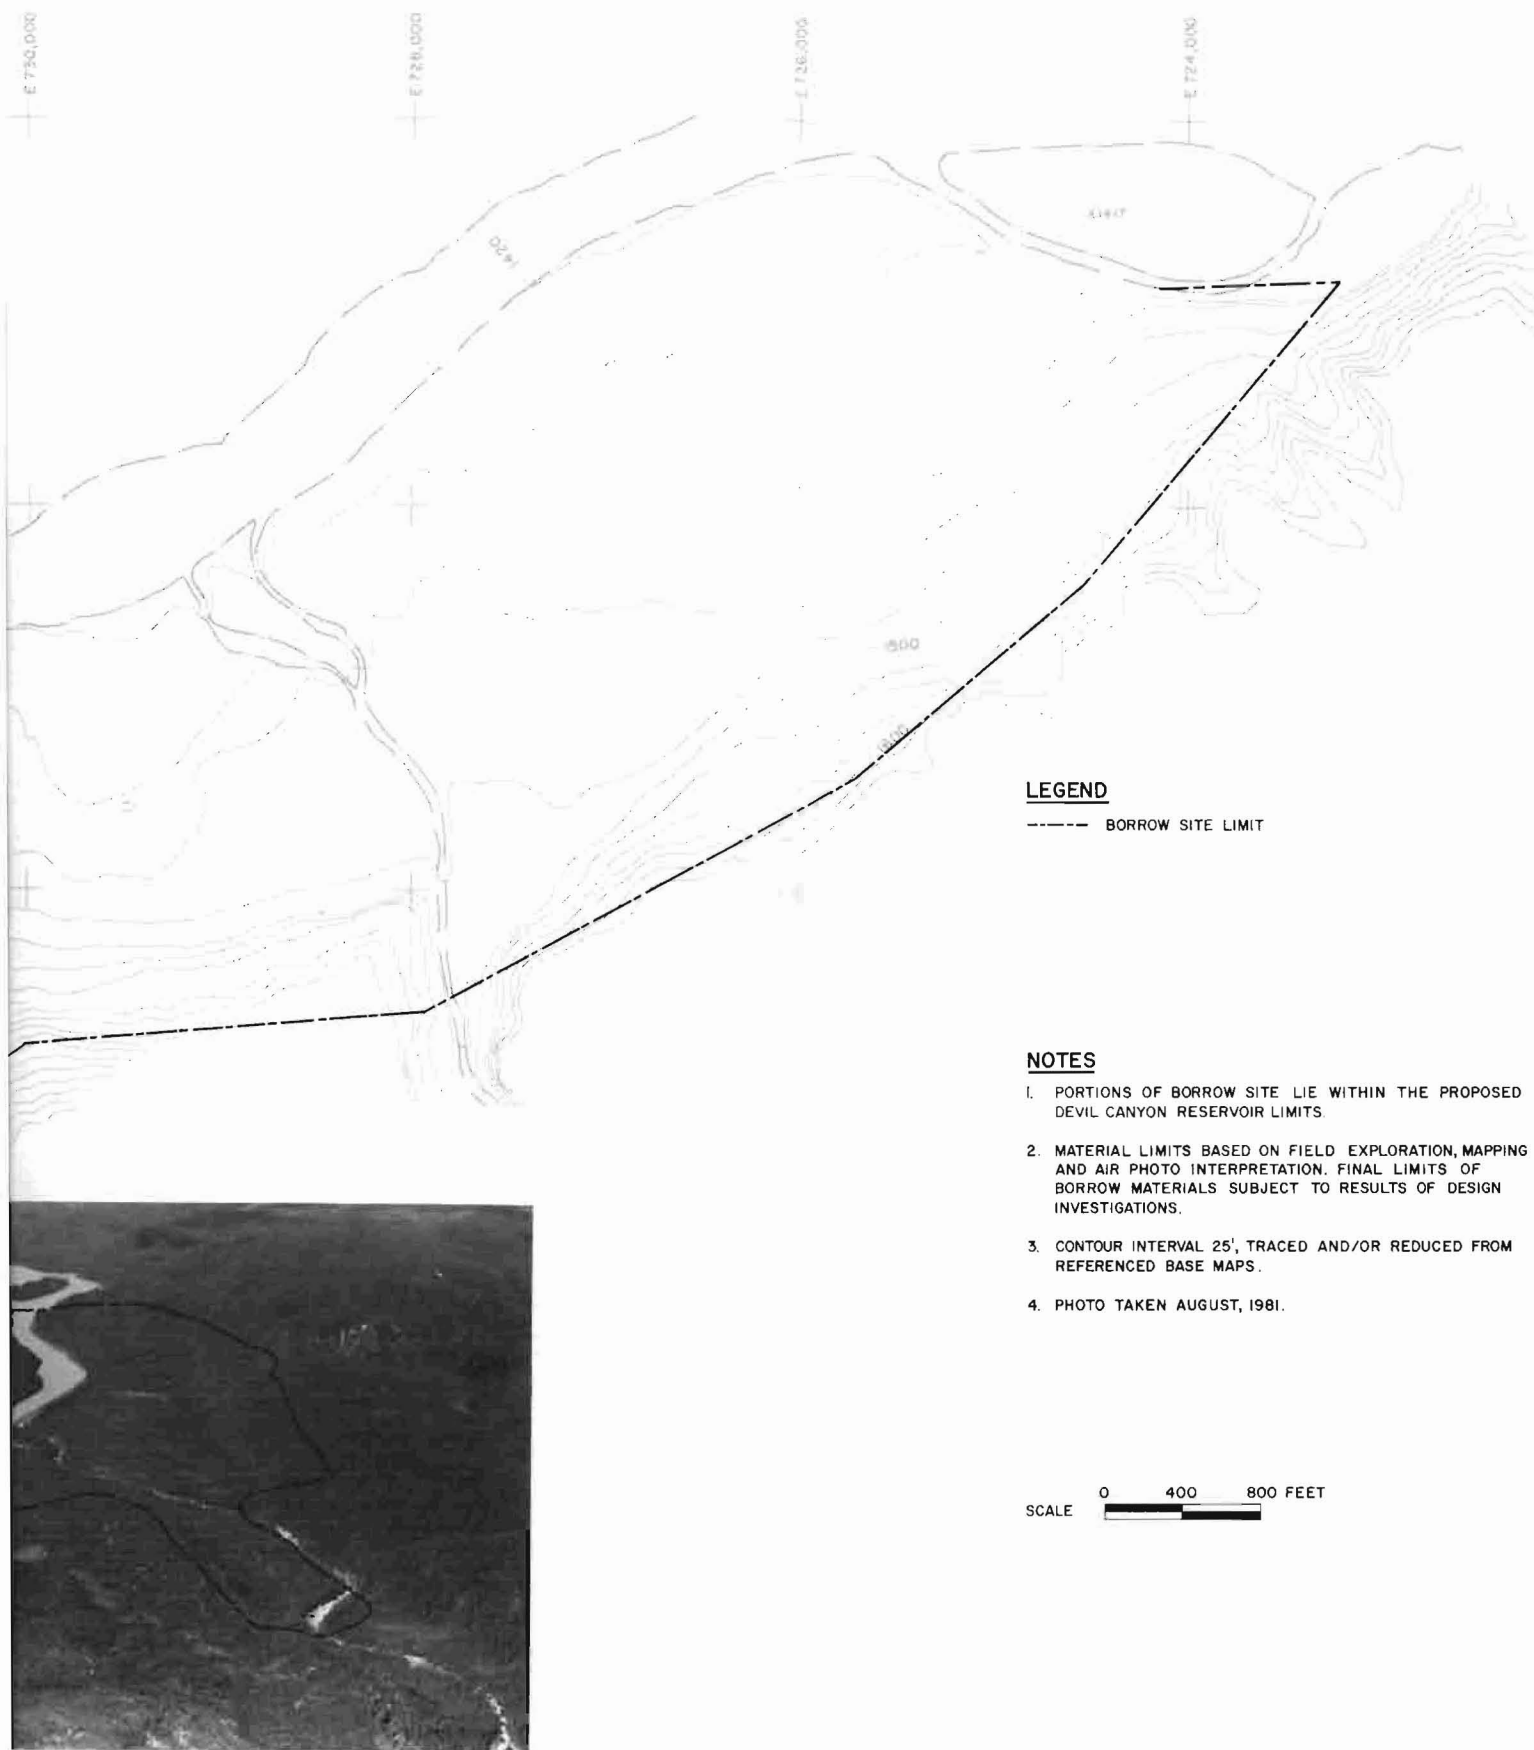 E 730,000
E 728,000
E 726,000
E 724,000
X1417
1420
1500
1600
LEGEND
BORROW SITE LIMIT
NOTES
1. PORTIONS OF BORROW SITE LIE WITHIN THE PROPOSED
DEVIL CANYON RESERVOIR LIMITS.
2. MATERIAL LIMITS BASED ON FIELD EXPLORATION, MAPPING
AND AIR PHOTO INTERPRETATION. FINAL LIMITS OF
BORROW MATERIALS SUBJECT TO RESULTS OF DESIGN
INVESTIGATIONS.
3. CONTOUR INTERVAL 25', TRACED AND/OR REDUCED FROM
REFERENCED BASE MAPS.
4. PHOTO TAKEN AUGUST, 1981.
0 400 800 FEET
SCALE